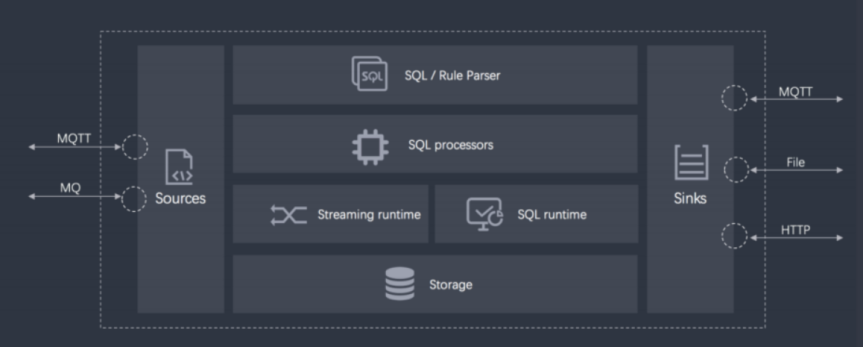 MQTT
MQ
Sources
SQL
SQL / Rule Parser
SQL processors
Streaming runtime
SQL runtime
Storage
Sinks
MQTT
File
HTTP